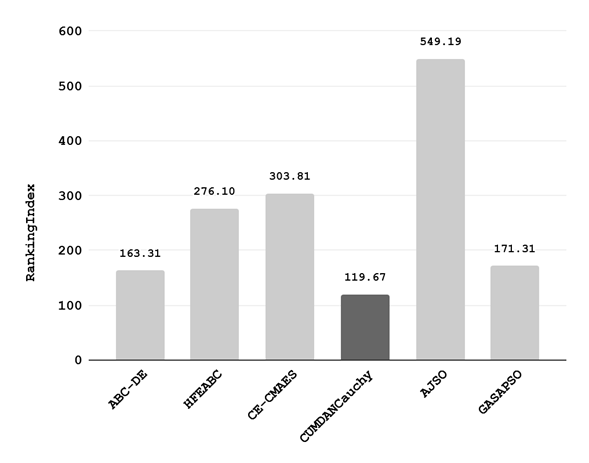 600
500
400
300
200
100
0
RankingIndex
163.31
276.10
303.81
119.67
549.19
171.31
ABC-DE
HFEABC
CE-CMAES
CUMDANCauchy
AJSO
GASAPSO